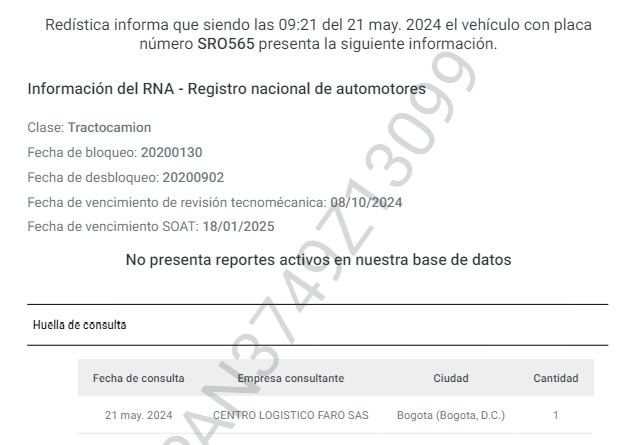 Redística informa que siendo las 09:21 del 21 may. 2024 el vehículo con placa
número SRO565 presenta la siguiente información.
Información del RNA - Registro nacional de automotores
Clase: Tractocamion
Fecha de bloqueo: 20200130
Fecha de desbloqueo: 20200902
Fecha de vencimiento de revisión tecnomécanica: 08/10/2024
Fecha de vencimiento SOAT: 18/01/2025
No presenta reportes activos en nuestra base de datos
Huella de consulta
Fecha de consulta Empresa consultante Ciudad Cantidad
21 may. 2024 CENTRO LOGISTICO FARO SAS Bogota (Bogota, D.C.) 1
PAN3749Z13099